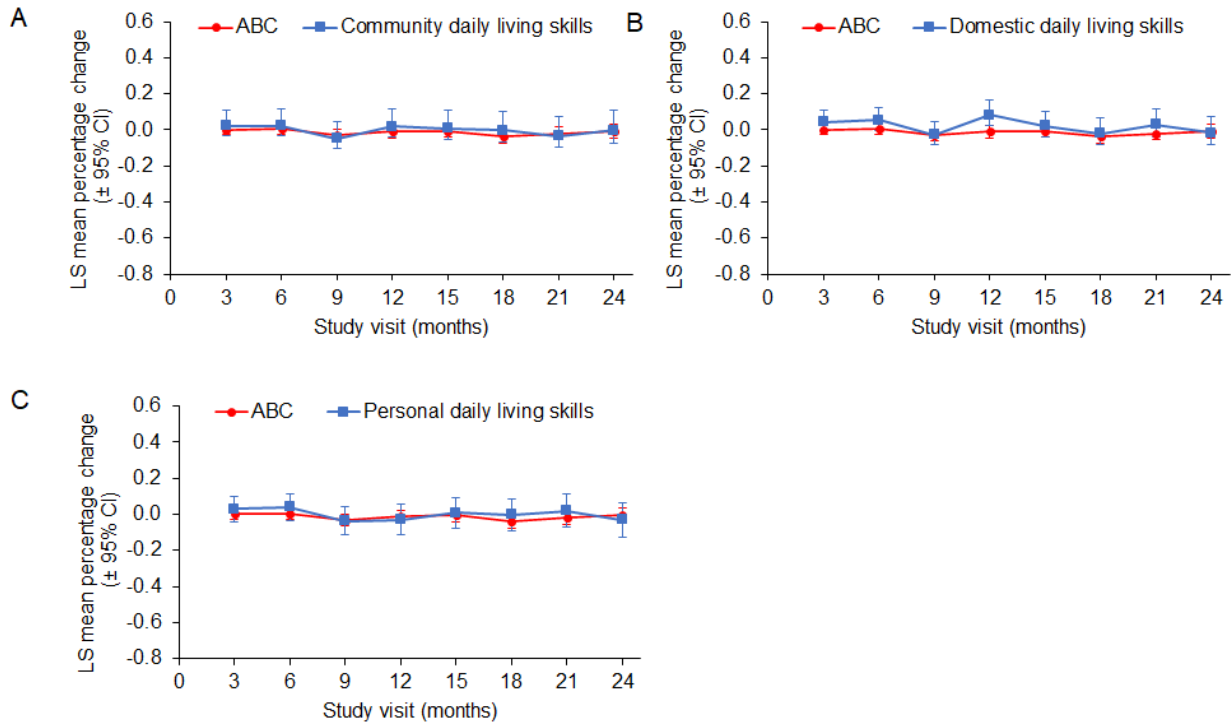 A
ABC Community daily living skills
LS mean percentage change
(± 95% CI)
0.6
0.4
0.2
0.0
-0.2
-0.4
-0.6
-0.8
0 3 6 9 12 15 18 21 24
Study visit (months)
B
ABC Domestic daily living skills
LS mean percentage change
(± 95% CI)
0.6
0.4
0.2
0.0
-0.2
-0.4
-0.6
-0.8
0 3 6 9 12 15 18 21 24
Study visit (months)
C
ABC Personal daily living skills
LS mean percentage change
(± 95% CI)
0.6
0.4
0.2
0.0
-0.2
-0.4
-0.6
-0.8
0 3 6 9 12 15 18 21 24
Study visit (months)